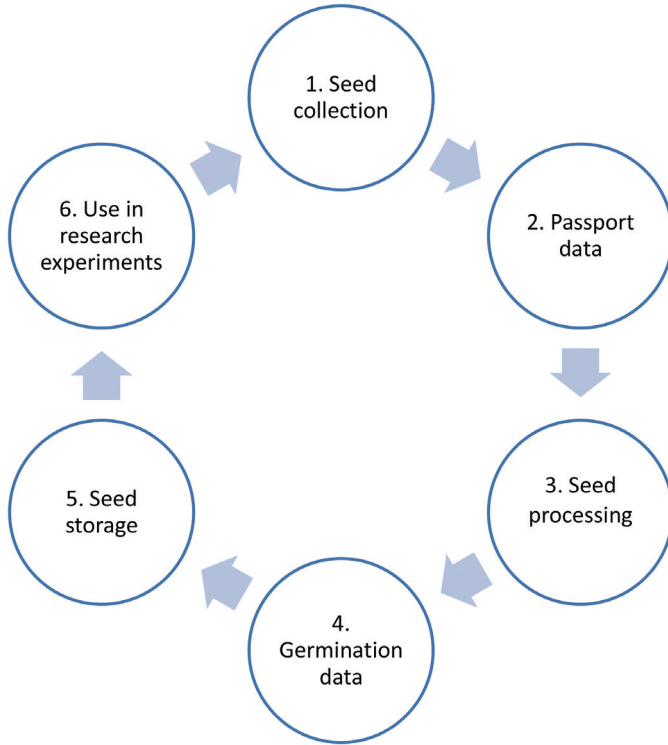 1. Seed
collection
2. Passport
data
3. Seed
processing
4.
Germination
data
5. Seed
storage
6. Use in
research
experiments